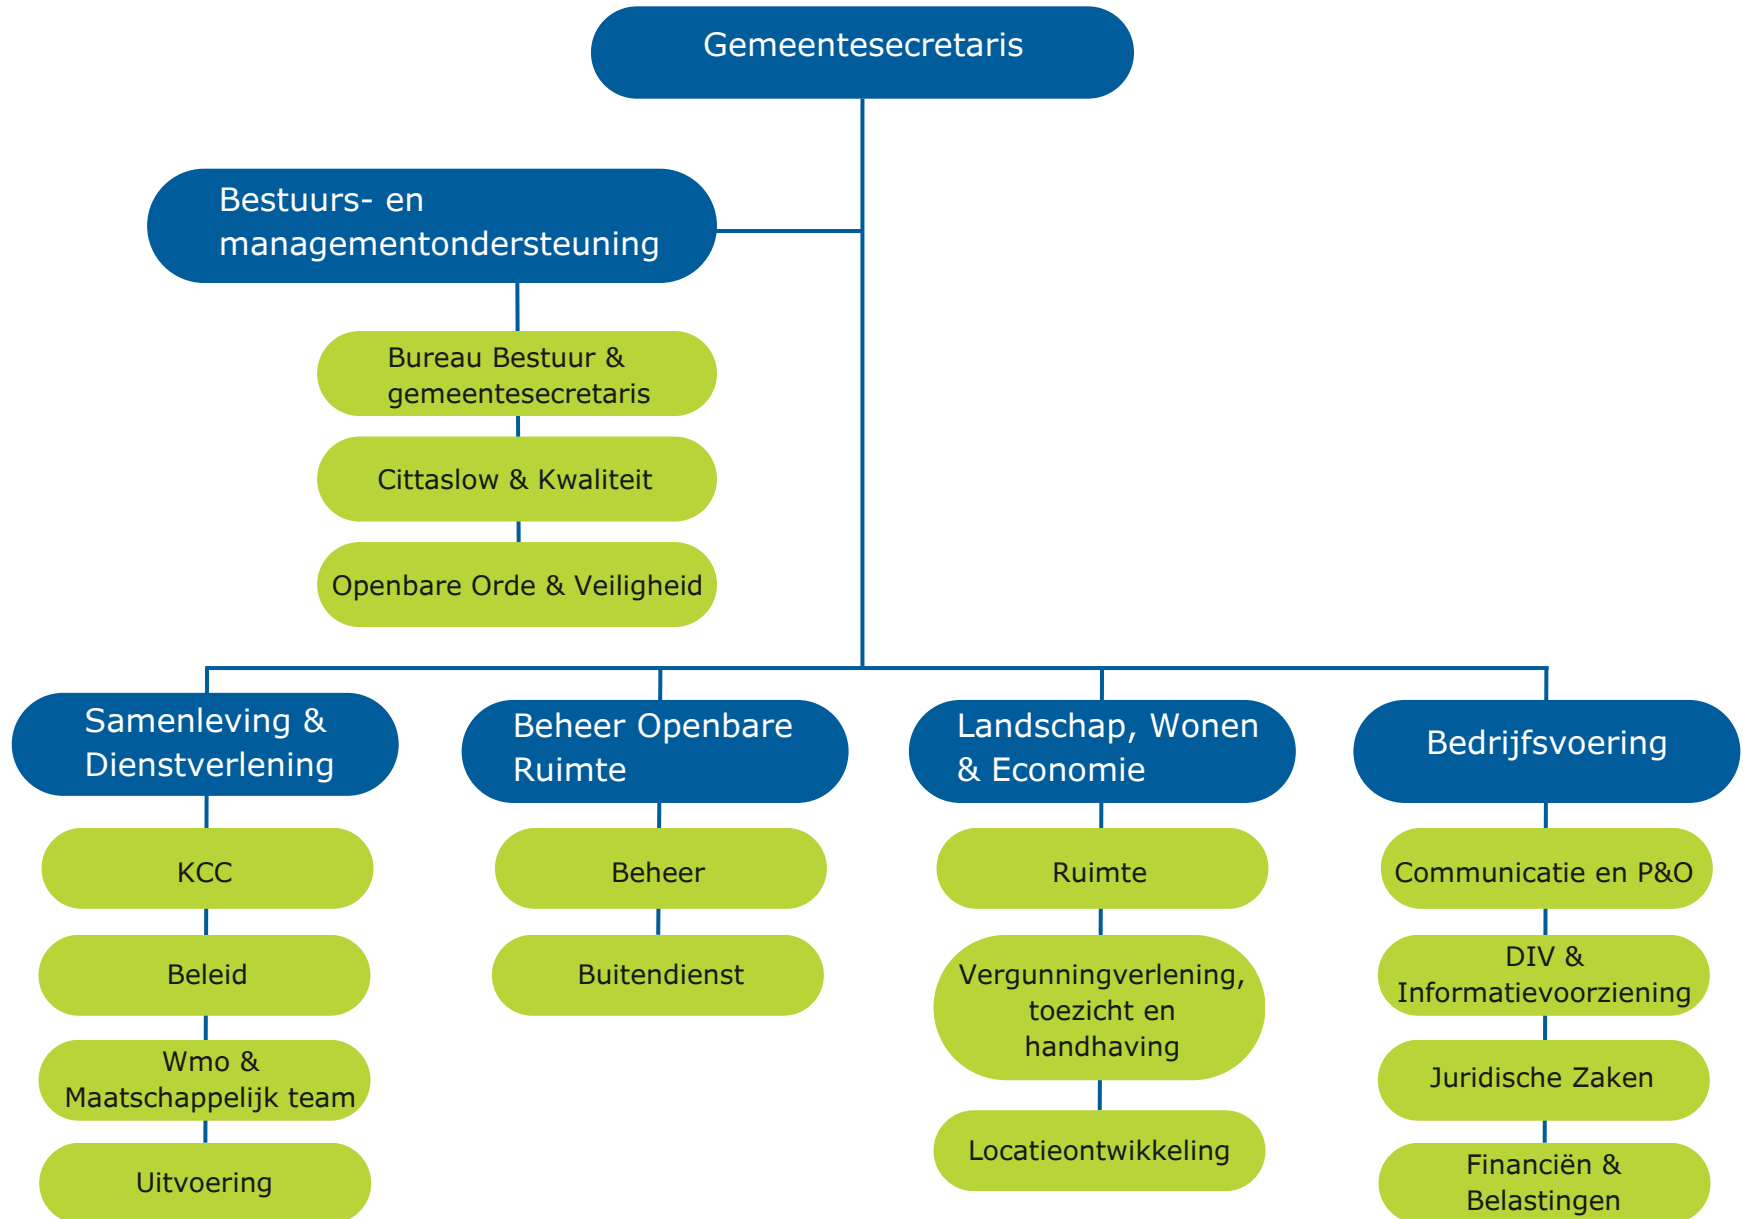 Gemeentesecretaris
Bestuurs- en
managementondersteuning
Bureau Bestuur &
gemeentesecretaris
Cittaslow & Kwaliteit
Openbare Orde & Veiligheid
Samenleving &
Dienstverlening
KCC
Beleid
Wmo &
Maatschappelijk team
Uitvoering
Beheer Openbare
Ruimte
Beheer
Buitendienst
Landschap, Wonen
& Economie
Ruimte
Vergunningverlening,
toezicht en
handhaving
Locatieontwikkeling
Bedrijfsvoering
Communicatie en P&O
DIV &
Informatievoorziening
Juridische Zaken
Financiën &
Belastingen